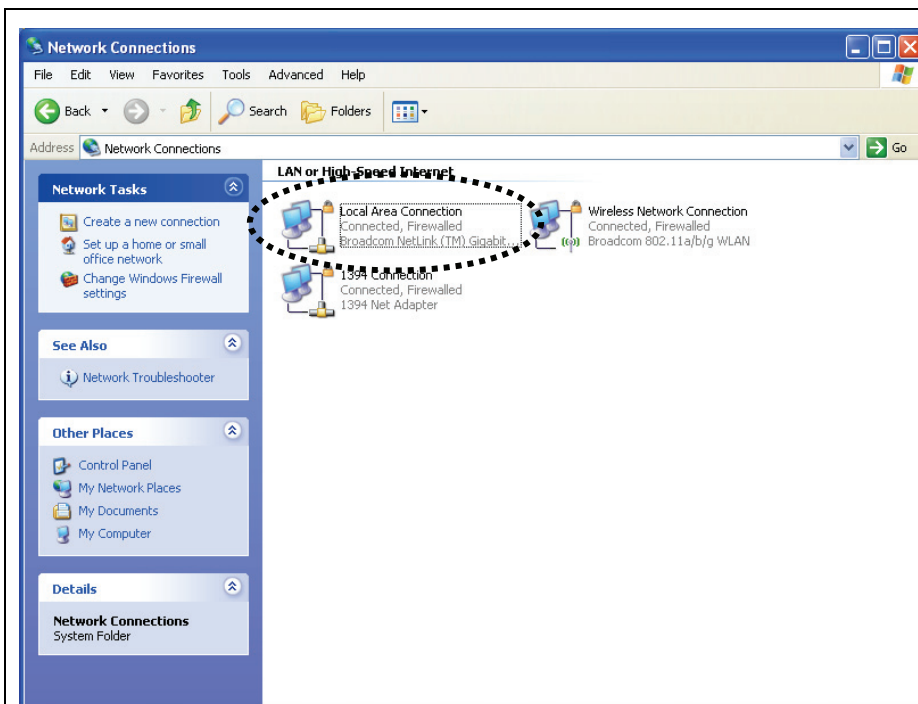 Network Connections
File Edit View Favorites Tools Advanced Help
Back Search Folders
Address Network Connections Go
Network Tasks
Create a new connection
Set up a home or small
office network
Change Windows Firewall
settings
See Also
Network Troubleshooter
Other Places
Control Panel
My Network Places
My Documents
My Computer
Details
Network Connections
System Folder
LAN or High-Speed Internet
Local Area Connection
Connected, Firewalled
Broadcom NetLink (TM) Gigabit...
Wireless Network Connection
Connected, Firewalled
Broadcom 802.11a/b/g WLAN
1394 Connection
Connected, Firewalled
1394 Net Adapter